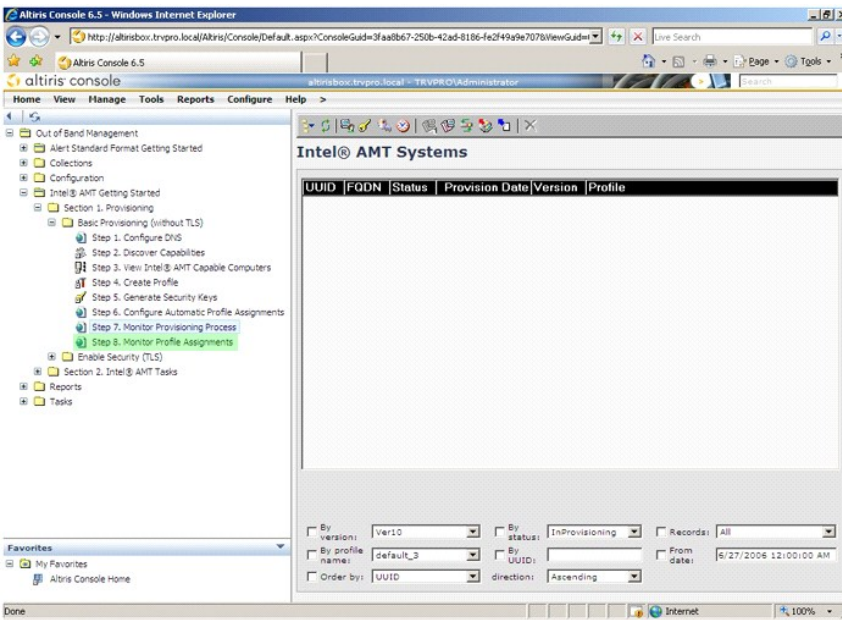 Altiris Console 6.5 - Windows Internet Explorer
http://altirisbox.trvpro.local/Altiris/Console/Default.aspx?ConsoleGuid=3faa8b67-250b-42ad-8186-fe2f49a9e707&ViewGuid=
Live Search
Altiris Console 6.5
Page
Tools
altiris console
altirisbox.trvpro.local - TRVPRO\Administrator
Search
Home View Manage Tools Reports Configure Help >
Out of Band Management
Alert Standard Format Getting Started
Collections
Configuration
Intel® AMT Getting Started
Section 1. Provisioning
Basic Provisioning (without TLS)
Step 1. Configure DNS
Step 2. Discover Capabilities
Step 3. View Intel® AMT Capable Computers
Step 4. Create Profile
Step 5. Generate Security Keys
Step 6. Configure Automatic Profile Assignments
Step 7. Monitor Provisioning Process
Step 8. Monitor Profile Assignments
Enable Security (TLS)
Section 2. Intel® AMT Tasks
Reports
Tasks
Favorites
My Favorites
Altiris Console Home
Intel® AMT Systems
UUID FQDN Status Provision Date Version Profile
By version: Ver10 By status: InProvisioning Records: All
By profile name: default_3 By UUID: From date: 6/27/2006 12:00:00 AM
Order by: UUID direction: Ascending
Done
Internet
100%